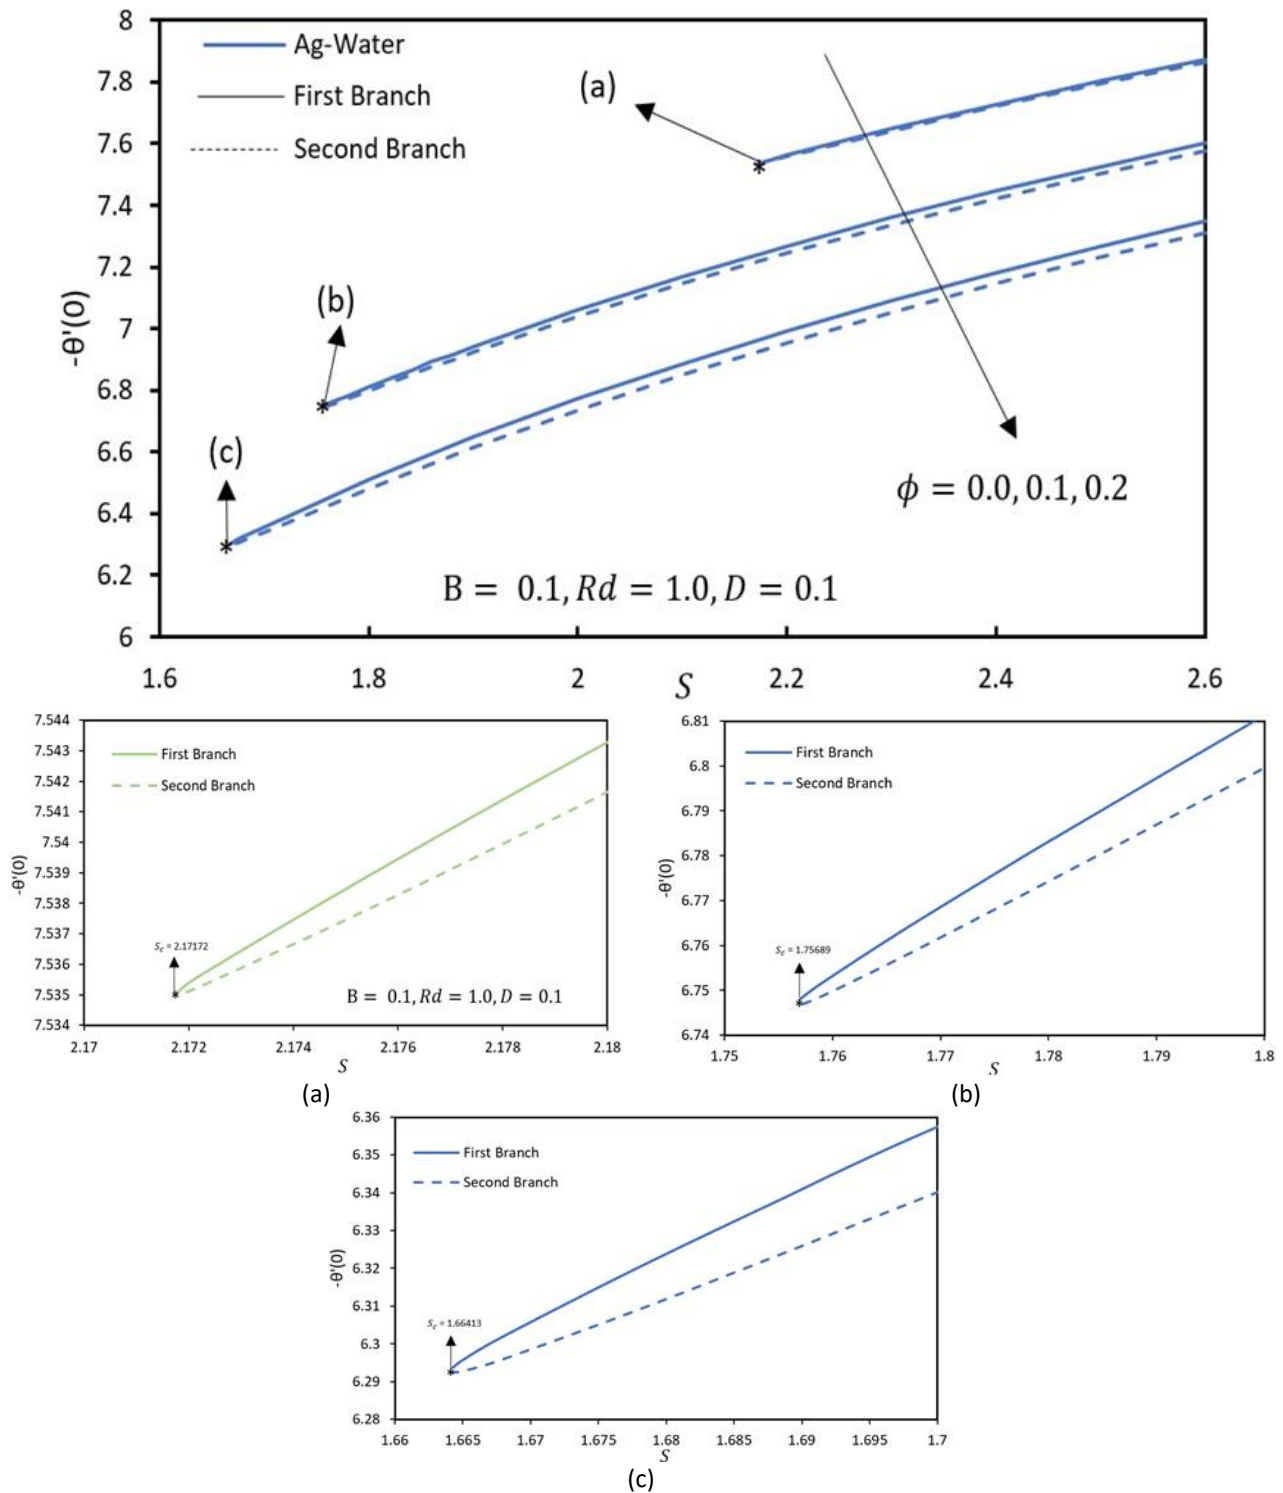 8
Ag-Water
First Branch
Second Branch
(a)
7.8
7.6
7.4
7.2
7
6.8
6.6
6.4
6.2
6
-θ'(0)
(b)
(c)
ϕ = 0.0, 0.1, 0.2
B = 0.1, Rd = 1.0, D = 0.1
1.6 1.8 2 2.2 2.4 2.6
S
7.544
7.543
7.542
7.541
7.54
7.539
7.538
7.537
7.536
7.535
7.534
-θ'(0)
First Branch
Second Branch
S_c = 2.17172
B = 0.1, Rd = 1.0, D = 0.1
2.17 2.172 2.174 2.176 2.178 2.18
S
(a)
6.81
6.8
6.79
6.78
6.77
6.76
6.75
6.74
-θ'(0)
First Branch
Second Branch
S_c = 1.75689
1.75 1.76 1.77 1.78 1.79 1.8
S
(b)
6.36
6.35
6.34
6.33
6.32
6.31
6.3
6.29
6.28
-θ'(0)
First Branch
Second Branch
S_c = 1.66413
1.66 1.665 1.67 1.675 1.68 1.685 1.69 1.695 1.7
S
(c)